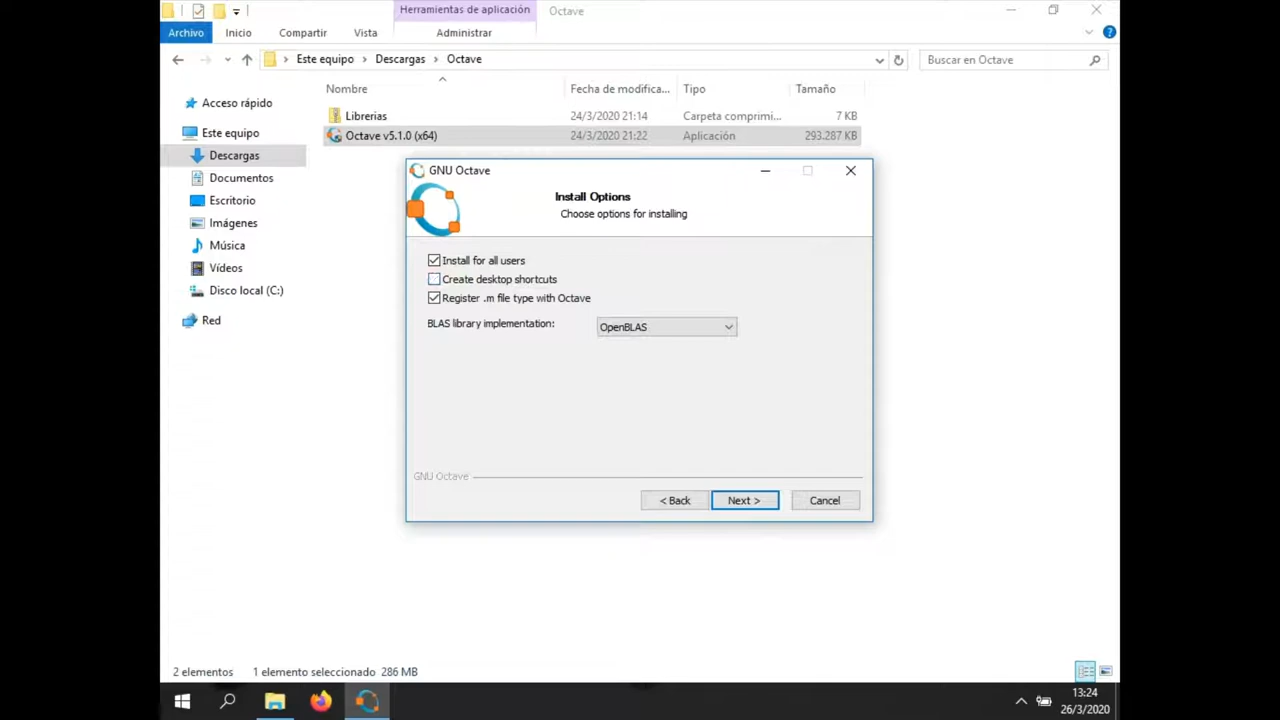 Herramientas de aplicación
Octave
Archivo
Inicio
Compartir
Vista
Administrar
Este equipo
Descargas
Octave
Buscar en Octave
Nombre
Fecha de modifica...
Tipo
Tamaño
Acceso rápido
Este equipo
Descargas
Documentos
Escritorio
Imágenes
Música
Vídeos
Disco local (C:)
Red
Librerias
24/3/2020 21:14
Carpeta comprimi...
7 KB
Octave v5.1.0 (x64)
24/3/2020 21:22
Aplicación
293.287 KB
GNU Octave
Install Options
Choose options for installing
Install for all users
Create desktop shortcuts
Register .m file type with Octave
BLAS library implementation:
OpenBLAS
GNU Octave
< Back
Next >
Cancel
2 elementos
1 elemento seleccionado 286 MB
13:24
26/3/2020